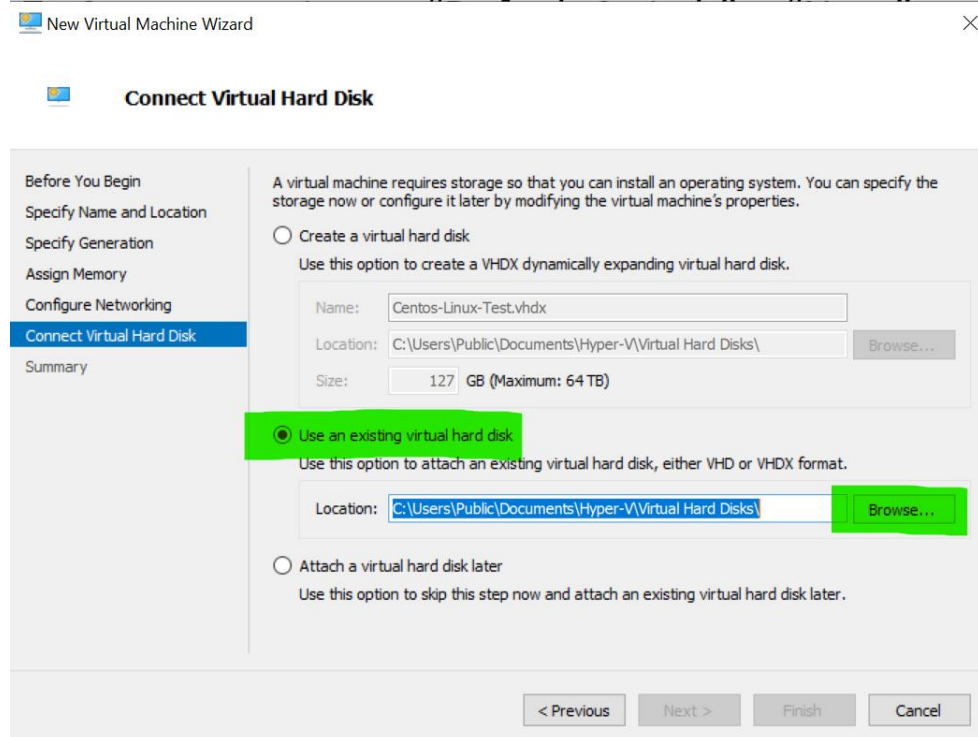 New Virtual Machine Wizard
Connect Virtual Hard Disk
Before You Begin
Specify Name and Location
Specify Generation
Assign Memory
Configure Networking
Connect Virtual Hard Disk
Summary
A virtual machine requires storage so that you can install an operating system. You can specify the
storage now or configure it later by modifying the virtual machine's properties.
Create a virtual hard disk
Use this option to create a VHDX dynamically expanding virtual hard disk.
Name: Centos-Linux-Test.vhdx
Location: C:\Users\Public\Documents\Hyper-V\Virtual Hard Disks\ Browse...
Size: 127 GB (Maximum: 64 TB)
Use an existing virtual hard disk
Use this option to attach an existing virtual hard disk, either VHD or VHDX format.
Location: C:\Users\Public\Documents\Hyper-V\Virtual Hard Disks\ Browse...
Attach a virtual hard disk later
Use this option to skip this step now and attach an existing virtual hard disk later.
< Previous Next > Finish Cancel